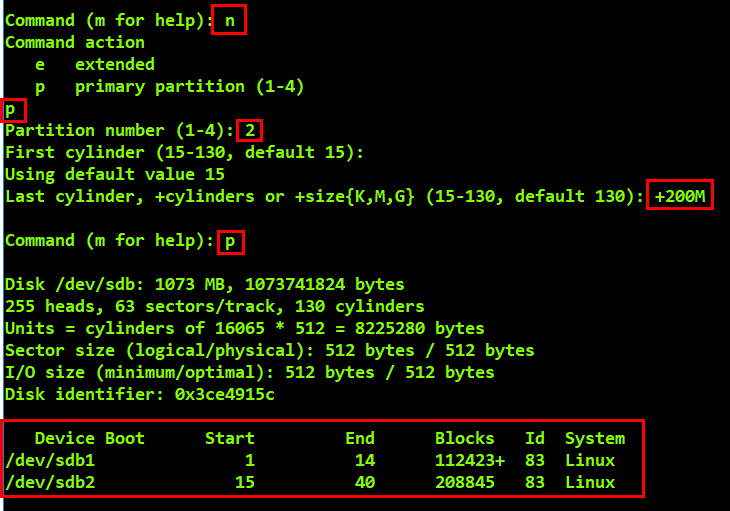 Command (m for help): n
Command action
   e   extended
   p   primary partition (1-4)
p
Partition number (1-4): 2
First cylinder (15-130, default 15):
Using default value 15
Last cylinder, +cylinders or +size{K,M,G} (15-130, default 130): +200M
Command (m for help): p
Disk /dev/sdb: 1073 MB, 1073741824 bytes
255 heads, 63 sectors/track, 130 cylinders
Units = cylinders of 16065 * 512 = 8225280 bytes
Sector size (logical/physical): 512 bytes / 512 bytes
I/O size (minimum/optimal): 512 bytes / 512 bytes
Disk identifier: 0x3ce4915c
   Device Boot      Start         End      Blocks   Id  System
/dev/sdb1               1          14      112423+  83  Linux
/dev/sdb2              15          40      208845   83  Linux